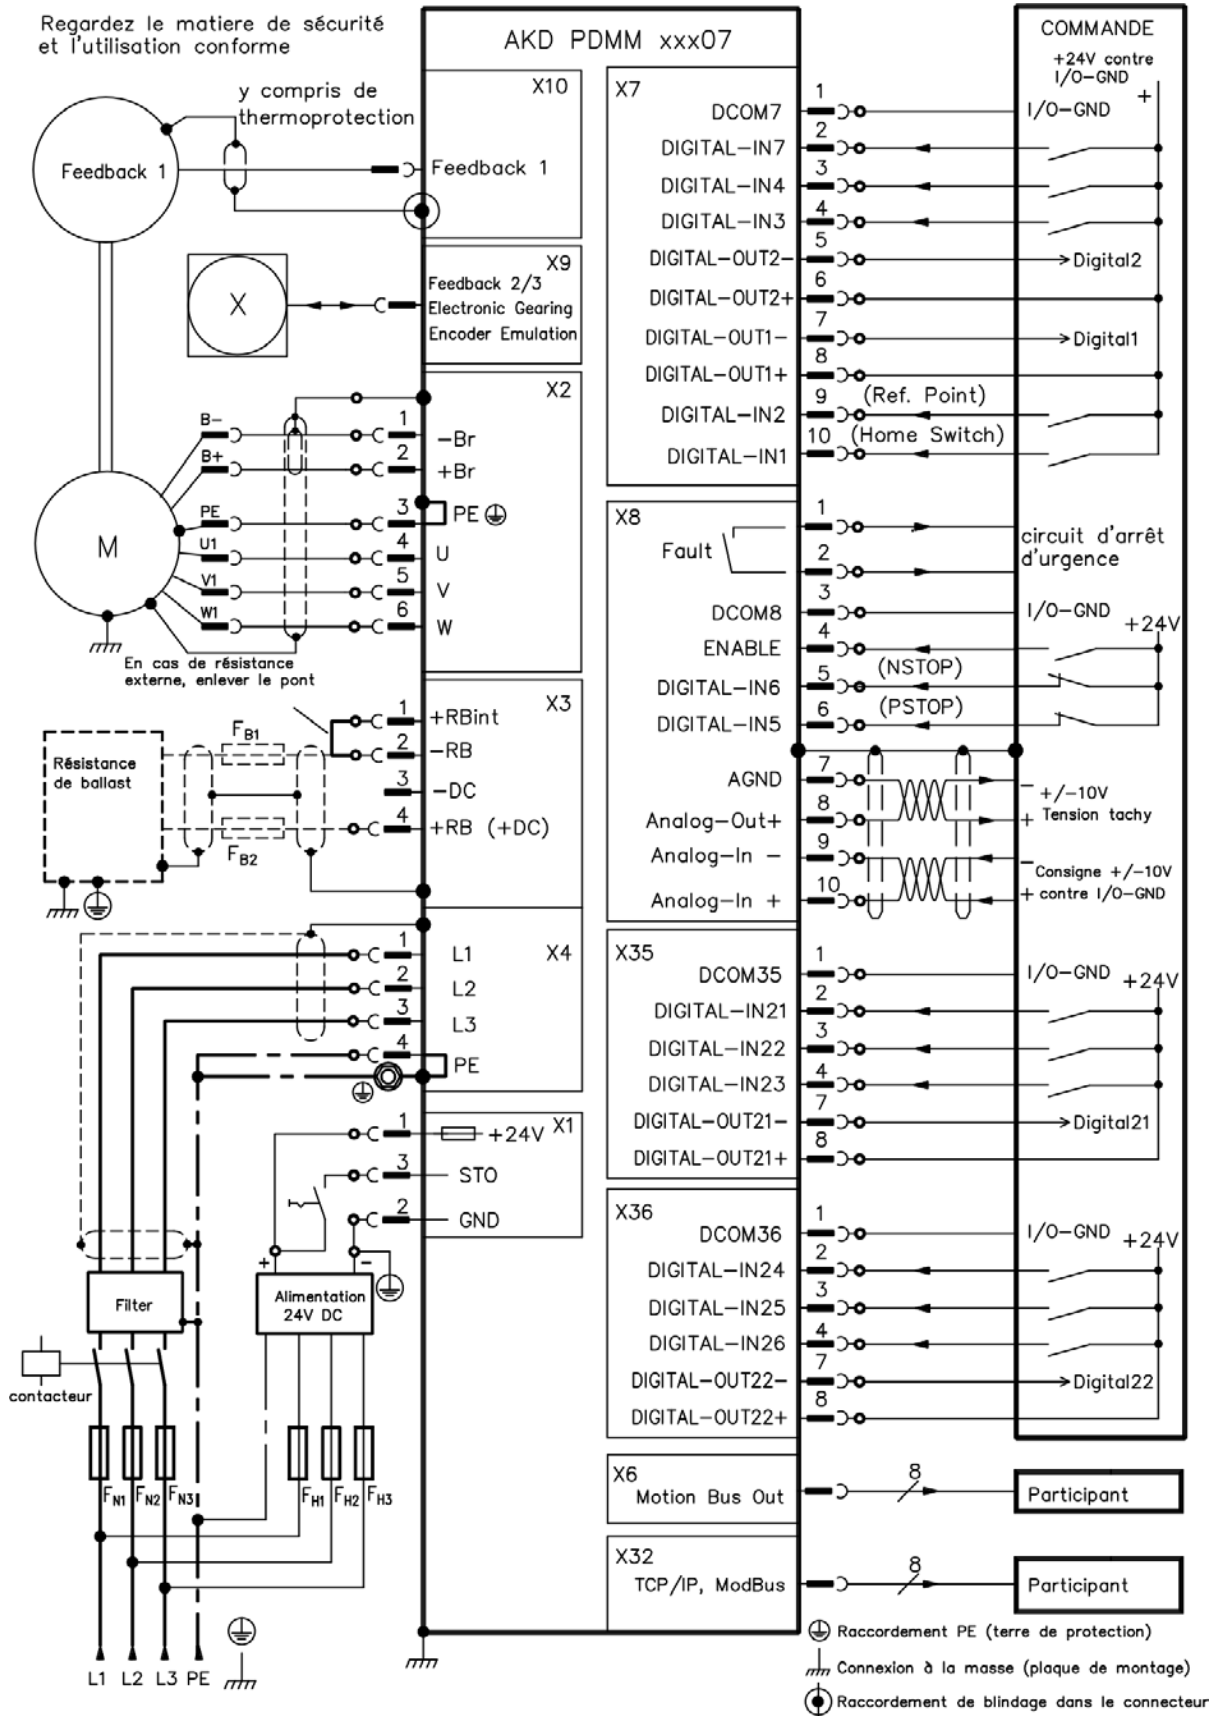 Regardez le matiere de sécurité
et l'utilisation conforme
AKD PDMM xxx07
y compris de
thermoprotection
Feedback 1
X10
Feedback 1
X
X9
Feedback 2/3
Electronic Gearing
Encoder Emulation
X2
B- 1 -Br
B+ 2 +Br
PE 3 PE
U1 4 U
V1 5 V
W1 6 W
M
En cas de résistance
externe, enlever le pont
X3
1 +RBint
2 -RB
3 -DC
4 +RB (+DC)
FB1
FB2
Résistance
de ballast
X4
1 L1
2 L2
3 L3
4 PE
X1
1 +24V
3 STO
2 GND
+ -
Filter
Alimentation
24V DC
contacteur
FN1 FN2 FN3
FH1 FH2 FH3
L1 L2 L3 PE
X7
DCOM7 1
DIGITAL-IN7 2
DIGITAL-IN4 3
DIGITAL-IN3 4
DIGITAL-OUT2- 5 Digital2
DIGITAL-OUT2+ 6
DIGITAL-OUT1- 7 Digital1
DIGITAL-OUT1+ 8
DIGITAL-IN2 9 (Ref. Point)
DIGITAL-IN1 10 (Home Switch)
COMMANDE
+24V contre
I/O-GND
+
I/O-GND
X8
Fault 1
2
circuit d'arrêt
d'urgence
DCOM8 3 I/O-GND
+24V
ENABLE 4
DIGITAL-IN6 5 (NSTOP)
DIGITAL-IN5 6 (PSTOP)
AGND 7 -
+/-10V
Tension tachy
Analog-Out+ 8 +
Analog-In - 9 -
Consigne +/-10V
contre I/O-GND
Analog-In + 10 +
X35
DCOM35 1 I/O-GND
+24V
DIGITAL-IN21 2
DIGITAL-IN22 3
DIGITAL-IN23 4
DIGITAL-OUT21- 7 Digital21
DIGITAL-OUT21+ 8
X36
DCOM36 1 I/O-GND
+24V
DIGITAL-IN24 2
DIGITAL-IN25 3
DIGITAL-IN26 4
DIGITAL-OUT22- 7 Digital22
DIGITAL-OUT22+ 8
X6
Motion Bus Out 8 Participant
X32
TCP/IP, ModBus 8 Participant
Raccordement PE (terre de protection)
Connexion à la masse (plaque de montage)
Raccordement de blindage dans le connecteur